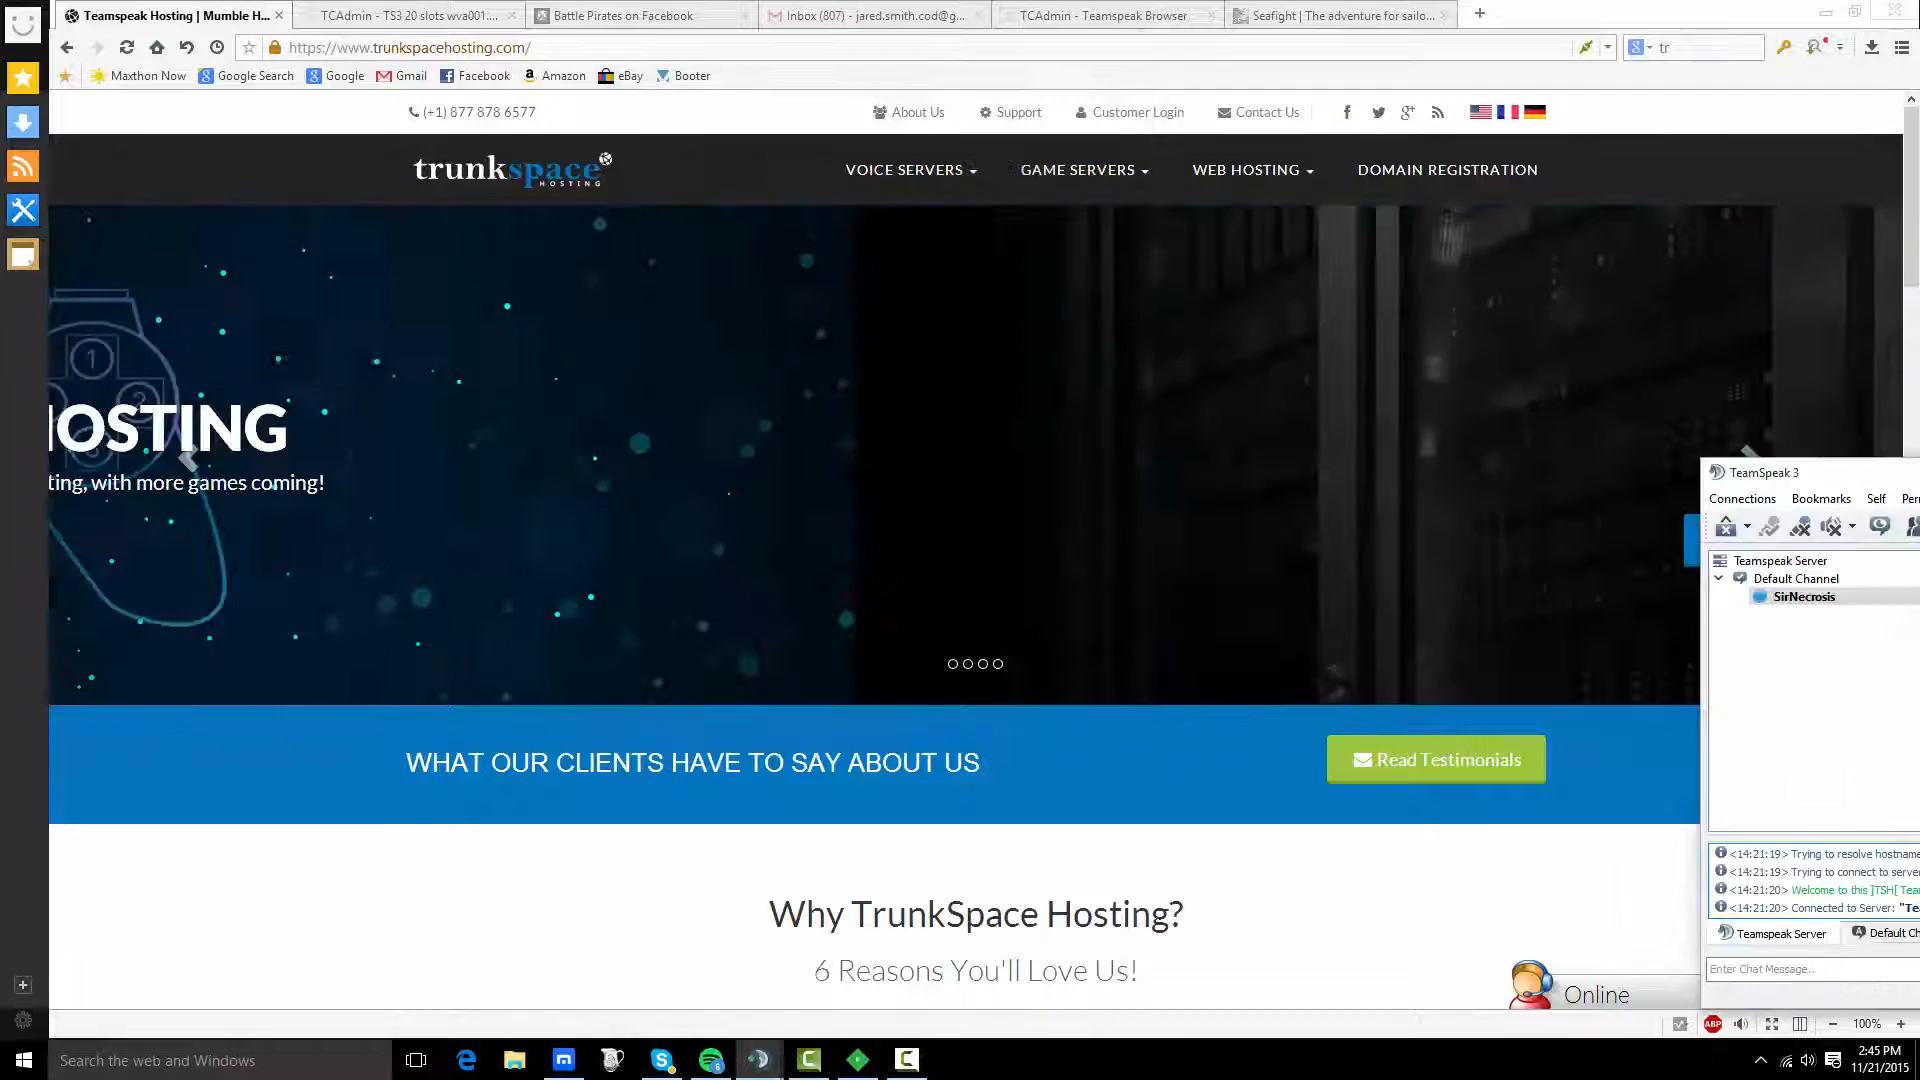 Teamspeak Hosting | Mumble H...
TCAdmin - TS3 20 slots wva001....
Battle Pirates on Facebook
Inbox (807) - jared.smith.cod@g...
TCAdmin - Teamspeak Browser
Seafight | The adventure for sailo...
https://www.trunkspacehosting.com/
tr
Maxthon Now
Google Search
Google
Gmail
Facebook
Amazon
eBay
Booter
(+1) 877 878 6577
About Us
Support
Customer Login
Contact Us
trunkspace
HOSTING
VOICE SERVERS
GAME SERVERS
WEB HOSTING
DOMAIN REGISTRATION
1
2
3
HOSTING
ting, with more games coming!
WHAT OUR CLIENTS HAVE TO SAY ABOUT US
Read Testimonials
Why TrunkSpace Hosting?
6 Reasons You'll Love Us!
Online
TeamSpeak 3
Connections Bookmarks Self Per
Teamspeak Server
Default Channel
SirNecrosis
<14:21:19> Trying to resolve hostname
<14:21:19> Trying to connect to server
<14:21:20> Welcome to this ]TSH[ Tea
<14:21:20> Connected to Server: "Te
Teamspeak Server
Default Ch
Enter Chat Message...
ABP
100%
Search the web and Windows
6
2:45 PM
11/21/2015